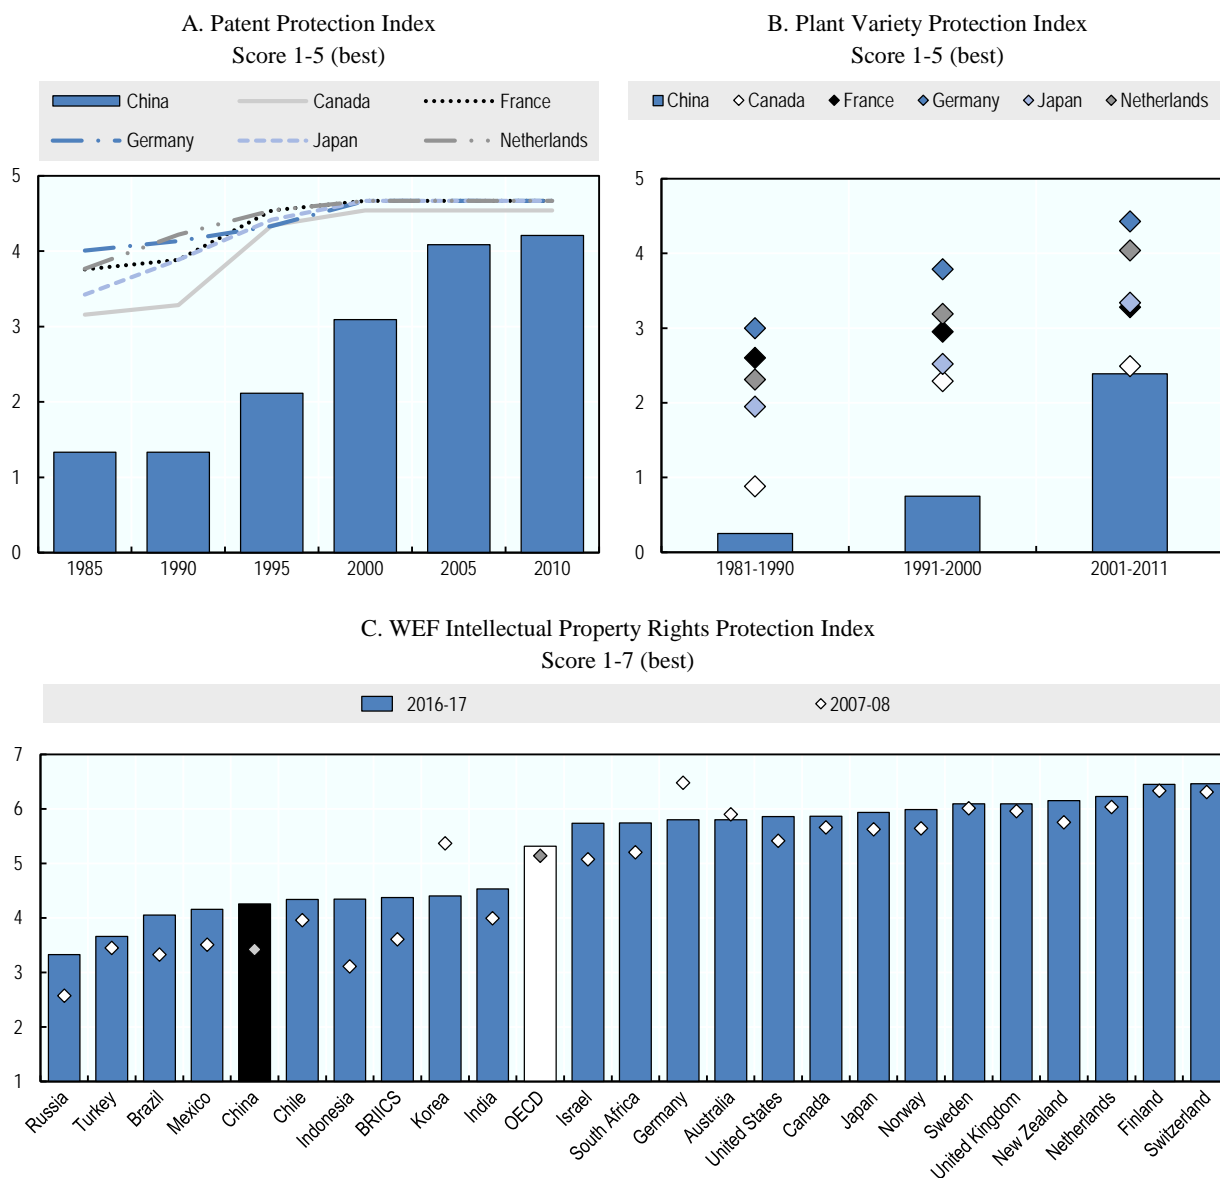 A. Patent Protection Index
Score 1-5 (best)
China
Canada
France
Germany
Japan
Netherlands
5
4
3
2
1
0
1985
1990
1995
2000
2005
2010
B. Plant Variety Protection Index
Score 1-5 (best)
China
Canada
France
Germany
Japan
Netherlands
5
4
3
2
1
0
1981-1990
1991-2000
2001-2011
C. WEF Intellectual Property Rights Protection Index
Score 1-7 (best)
2016-17
2007-08
7
6
5
4
3
2
1
Russia
Turkey
Brazil
Mexico
China
Chile
Indonesia
BRIICS
Korea
India
OECD
Israel
South Africa
Germany
Australia
United States
Canada
Japan
Norway
Sweden
United Kingdom
New Zealand
Netherlands
Finland
Switzerland